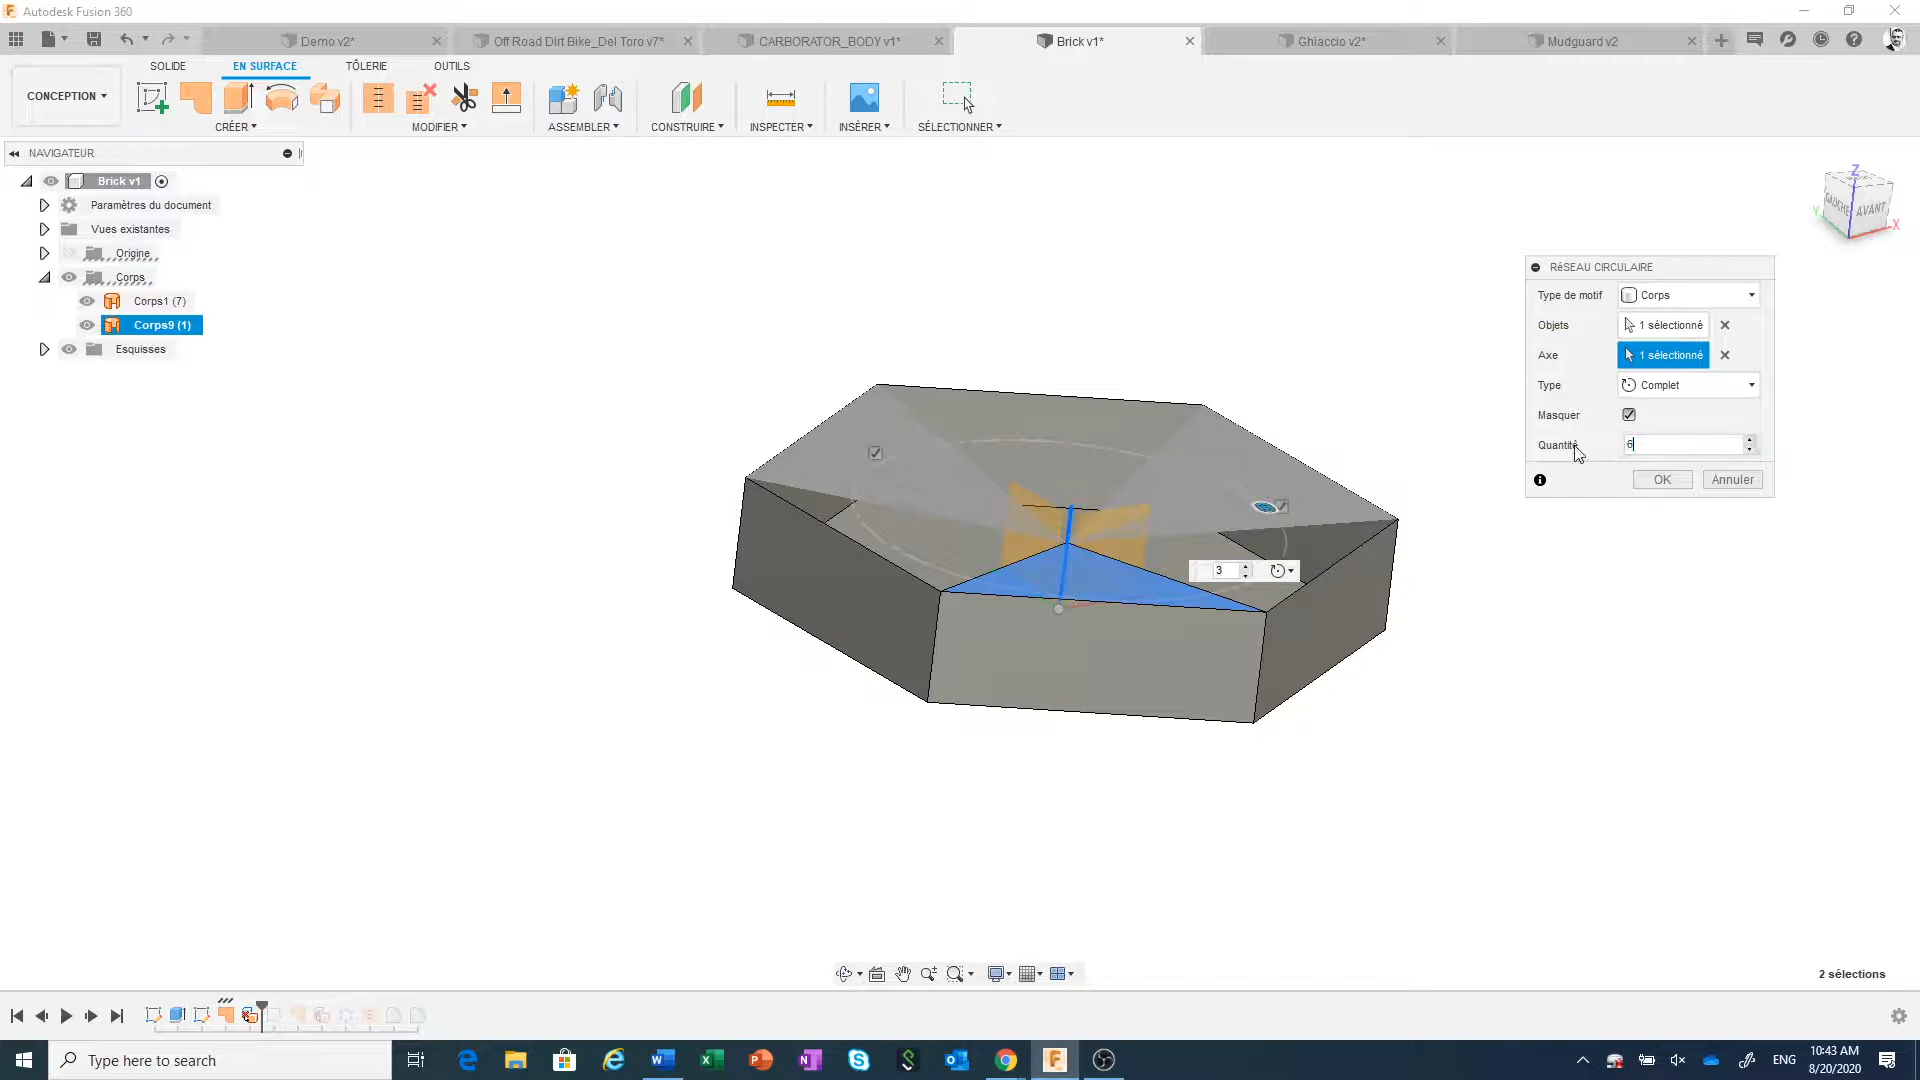 Autodesk Fusion 360
Demo v2*
Off Road Dirt Bike_Del Toro v7*
CARBORATOR_BODY v1*
Brick v1*
Ghiaccio v2*
Mudguard v2
SOLIDE
EN SURFACE
TÔLERIE
OUTILS
CONCEPTION
CRÉER
MODIFIER
ASSEMBLER
CONSTRUIRE
INSPECTER
INSÉRER
SÉLECTIONNER
NAVIGATEUR
Brick v1
Paramètres du document
Vues existantes
Origine
Corps
Corps1 (7)
Corps9 (1)
Esquisses
Z
GAUCHE
AVANT
Y
X
RéSEAU CIRCULAIRE
Type de motif
Corps
Objets
1 sélectionné
Axe
1 sélectionné
Type
Complet
Masquer
Quantité
6
OK
Annuler
3
2 sélections
Type here to search
ENG
10:43 AM
8/20/2020